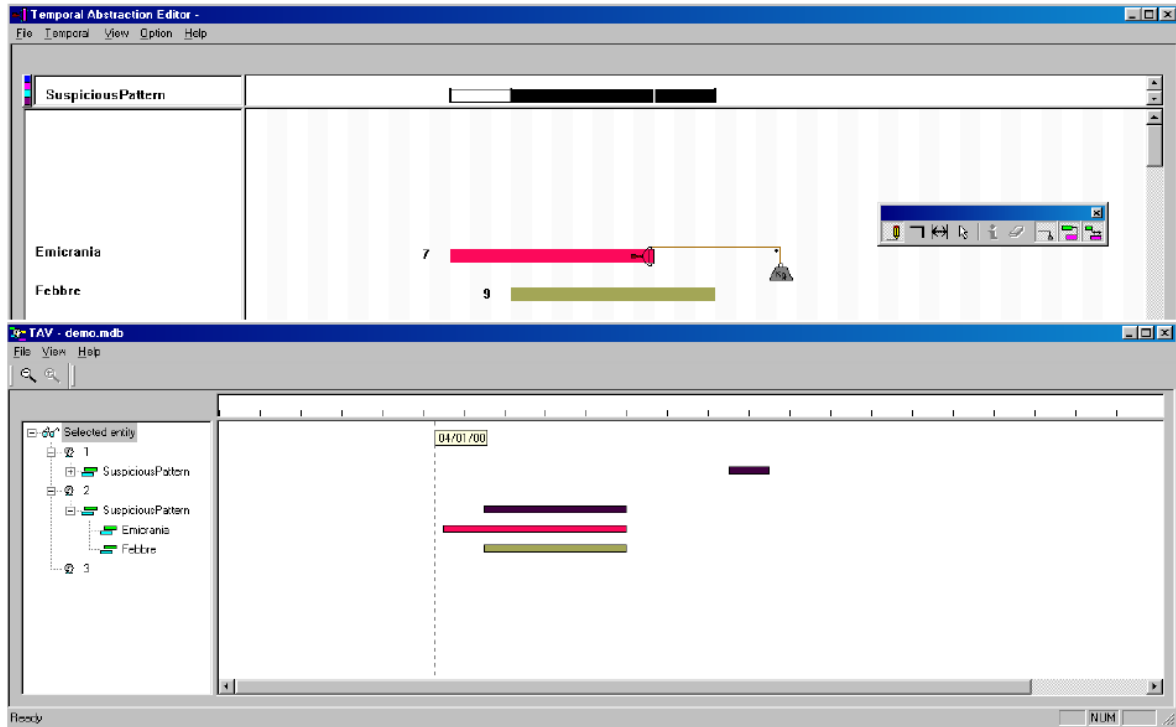 Temporal Abstraction Editor -
File Temporal View Option Help
SuspiciousPattern
Emicrania 7
Kg
Febbre 9
TAV - demo.mdb
File View Help
Selected entity
04/01/00
1
SuspiciousPattern
2
SuspiciousPattern
Emicrania
Febbre
3
Ready NUM